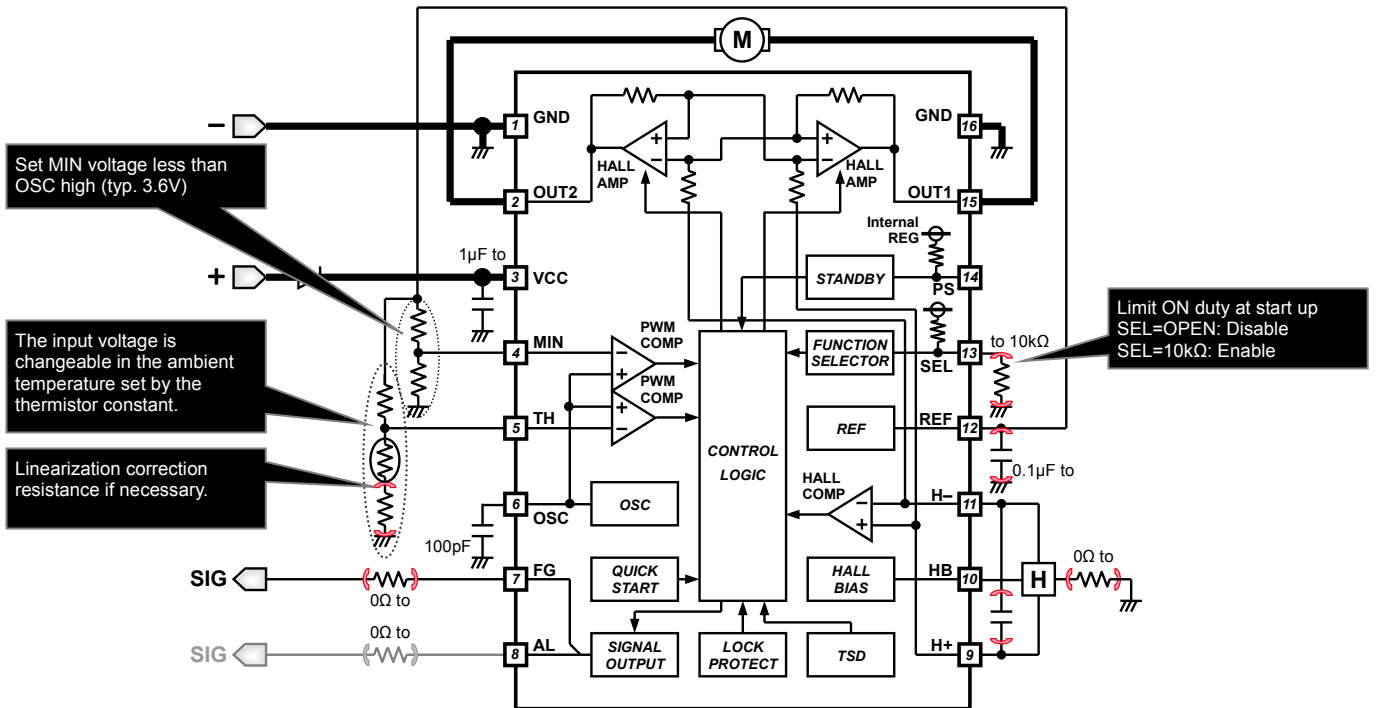 M
−
1
GND
GND
16
Set MIN voltage less than
OSC high (typ. 3.6V)
HALL
AMP
+
−
+
−
HALL
AMP
2
OUT2
OUT1
15
Internal
REG
+
1µF to
3
VCC
STANDBY
14
PS
The input voltage is
changeable in the ambient
temperature set by the
thermistor constant.
4
MIN
PWM
COMP
−
+
PWM
COMP
+
−
FUNCTION
SELECTOR
SEL
13
to 10kΩ
Limit ON duty at start up
SEL=OPEN: Disable
SEL=10kΩ: Enable
5
TH
REF
REF
12
CONTROL
LOGIC
0.1µF to
Linearization correction
resistance if necessary.
6
OSC
OSC
100pF
HALL
COMP
−
+
H−
11
SIG
0Ω to
7
FG
QUICK
START
HALL
BIAS
HB
10
H
0Ω to
SIG
0Ω to
8
AL
SIGNAL
OUTPUT
LOCK
PROTECT
TSD
H+
9